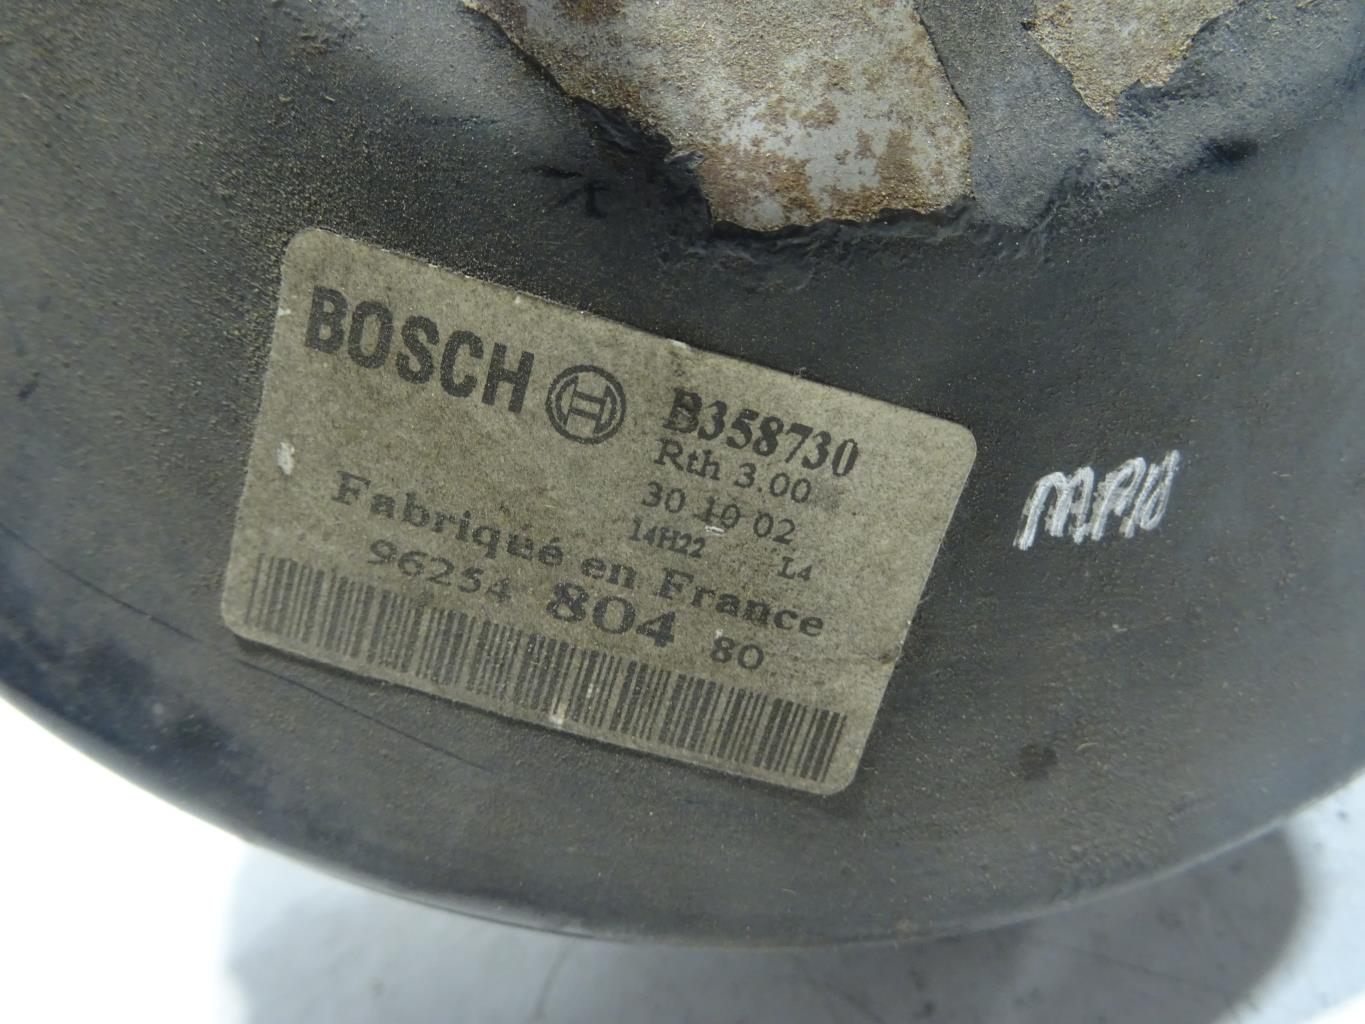 BOSCH B358730
Rth 3.00
30 10 02
14H22 L4
Fabriqué en France
96254 804 80